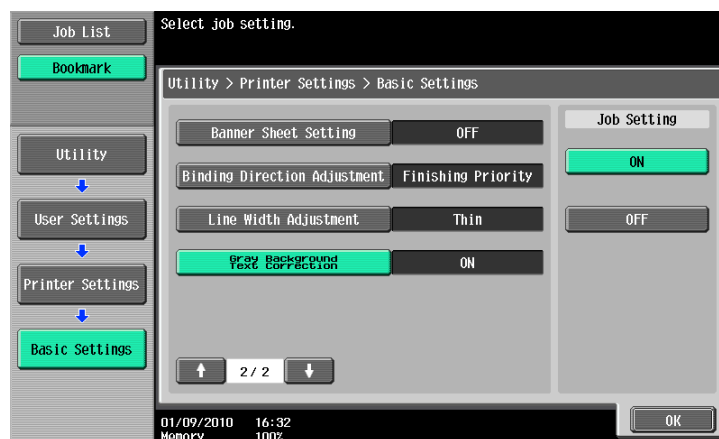 Job List
Bookmark
Select job setting.
Utility > Printer Settings > Basic Settings
Utility
User Settings
Printer Settings
Basic Settings
Banner Sheet Setting OFF
Binding Direction Adjustment Finishing Priority
Line Width Adjustment Thin
Gray Background
Text Correction ON
2/ 2
Job Setting
ON
OFF
01/09/2010 16:32
Memory 100%
OK